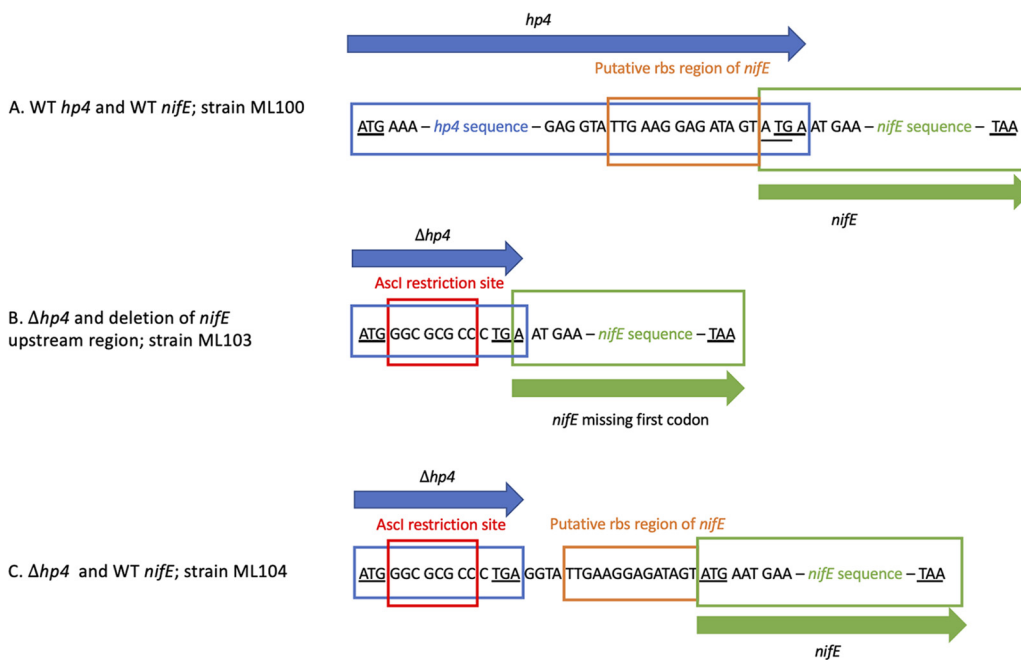 hp4
Putative rbs region of nifE
A. WT hp4 and WT nifE; strain ML100
ATG AAA – hp4 sequence – GAG GTA TTG AAG GAG ATA GT A TG A AT GAA – nifE sequence – TAA
nifE
Δhp4
AscI restriction site
B. Δhp4 and deletion of nifE
upstream region; strain ML103
ATG GGC GCG CC C TG A AT GAA – nifE sequence – TAA
nifE missing first codon
Δhp4
AscI restriction site
Putative rbs region of nifE
C. Δhp4 and WT nifE; strain ML104
ATG GGC GCG CC C TGA GGTA TTGAAGGAGATAGT ATG AAT GAA – nifE sequence – TAA
nifE